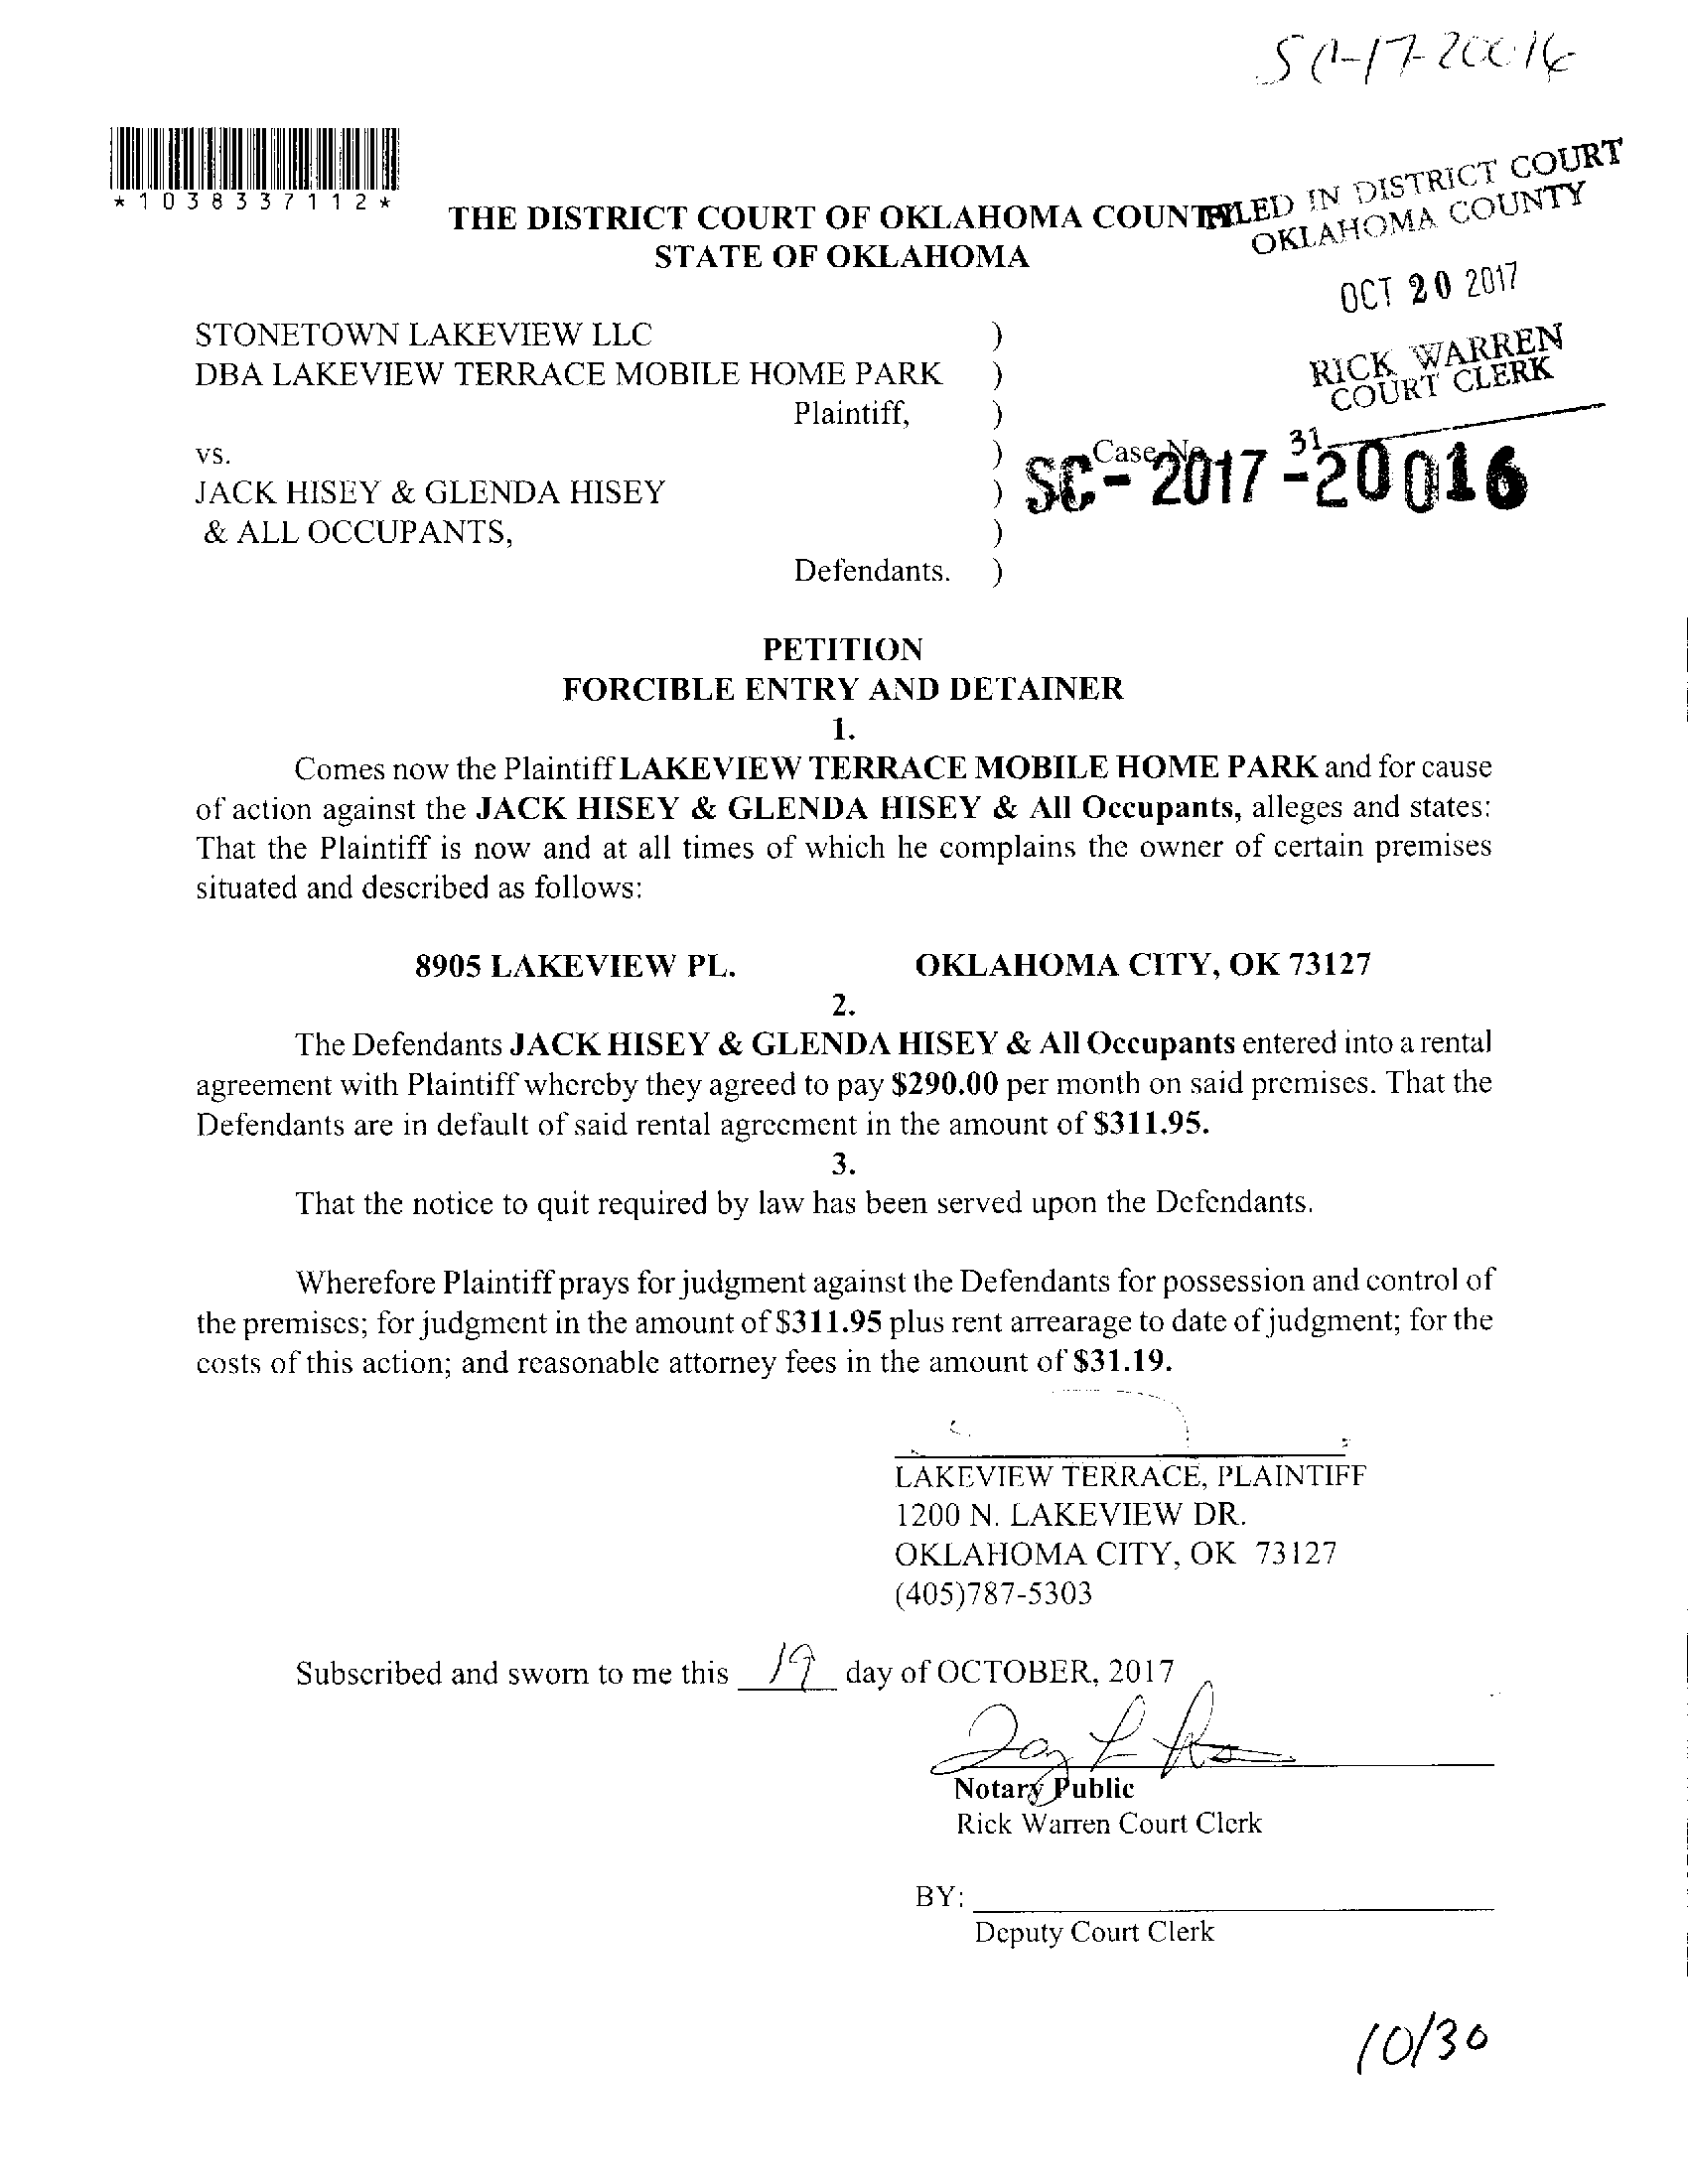 SC-17-20016
*1038337112*
FILED IN DISTRICT COURT
OKLAHOMA COUNTY
THE DISTRICT COURT OF OKLAHOMA COUNTY
STATE OF OKLAHOMA
OCT 20 2017
RICK WARREN
COURT CLERK
31
STONETOWN LAKEVIEW LLC )
DBA LAKEVIEW TERRACE MOBILE HOME PARK )
Plaintiff, )
vs. ) Case No.
SC - 2017 - 20016
JACK HISEY & GLENDA HISEY )
& ALL OCCUPANTS, )
Defendants. )
PETITION
FORCIBLE ENTRY AND DETAINER
1.
Comes now the Plaintiff LAKEVIEW TERRACE MOBILE HOME PARK and for cause
of action against the JACK HISEY & GLENDA HISEY & All Occupants, alleges and states:
That the Plaintiff is now and at all times of which he complains the owner of certain premises
situated and described as follows:
8905 LAKEVIEW PL. OKLAHOMA CITY, OK 73127
2.
The Defendants JACK HISEY & GLENDA HISEY & All Occupants entered into a rental
agreement with Plaintiff whereby they agreed to pay $290.00 per month on said premises. That the
Defendants are in default of said rental agreement in the amount of $311.95.
3.
That the notice to quit required by law has been served upon the Defendants.
Wherefore Plaintiff prays for judgment against the Defendants for possession and control of
the premises; for judgment in the amount of $311.95 plus rent arrearage to date of judgment; for the
costs of this action; and reasonable attorney fees in the amount of $31.19.
LAKEVIEW TERRACE, PLAINTIFF
1200 N. LAKEVIEW DR.
OKLAHOMA CITY, OK 73127
(405)787-5303
Subscribed and sworn to me this 19 day of OCTOBER, 2017
Notary Public
Rick Warren Court Clerk
BY:
Deputy Court Clerk
10/30